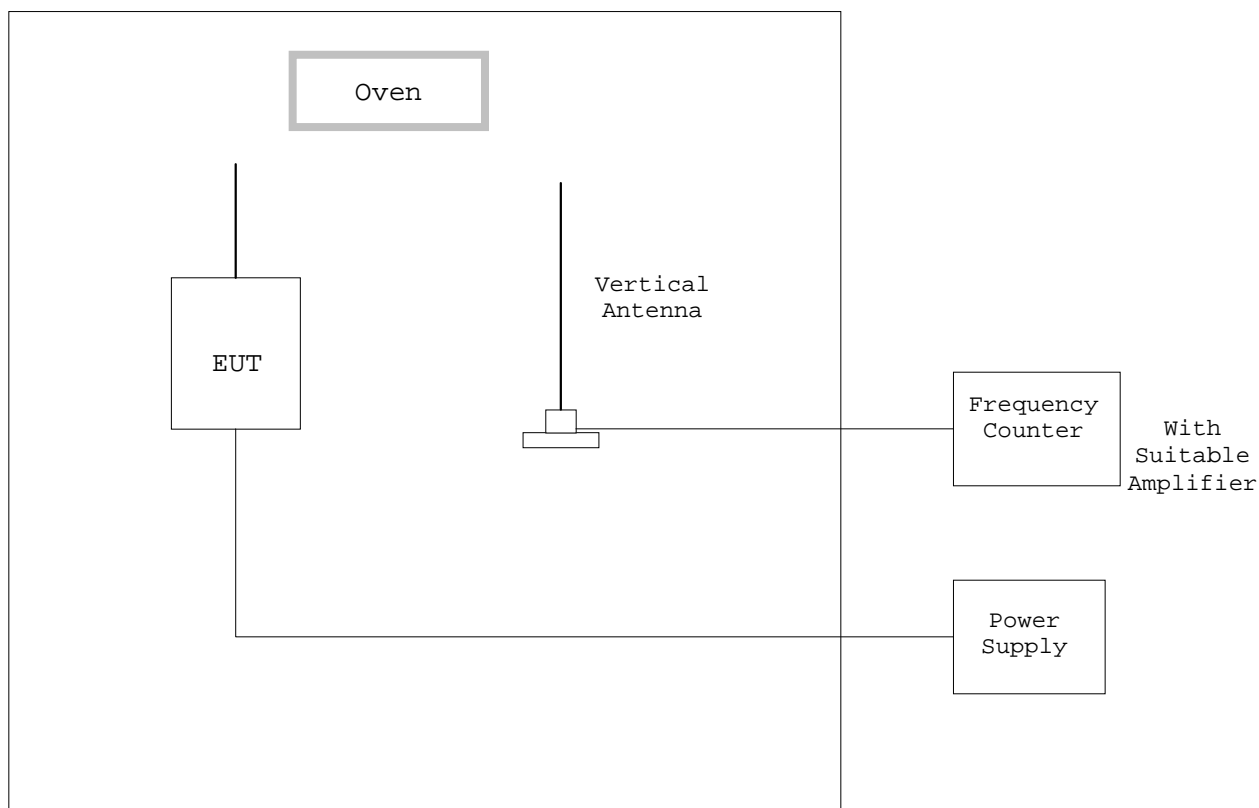 Oven
Vertical
Antenna
EUT
Frequency
Counter
With
Suitable
Amplifier
Power
Supply